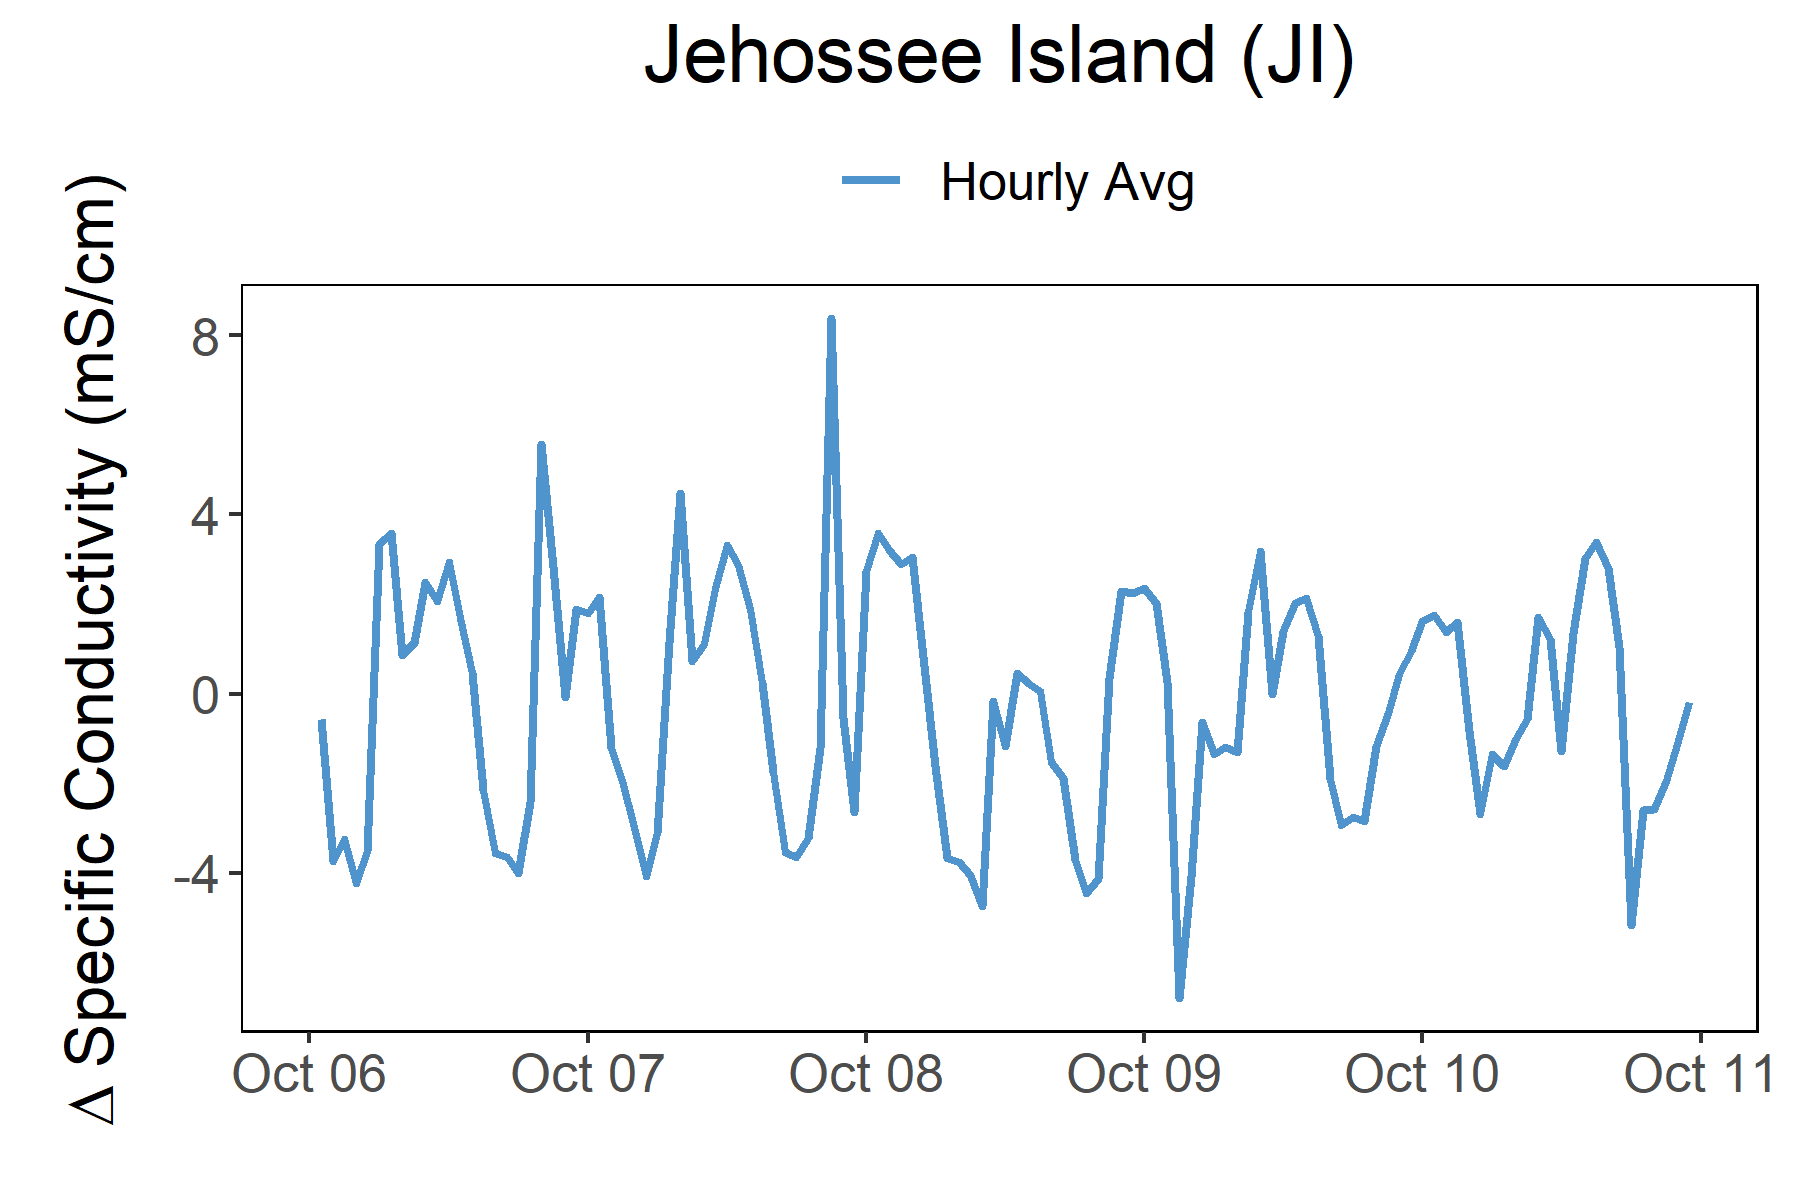 Jehossee Island (JI)
Hourly Avg
Δ Specific Conductivity (mS/cm)
8
4
0
-4
Oct 06
Oct 07
Oct 08
Oct 09
Oct 10
Oct 11